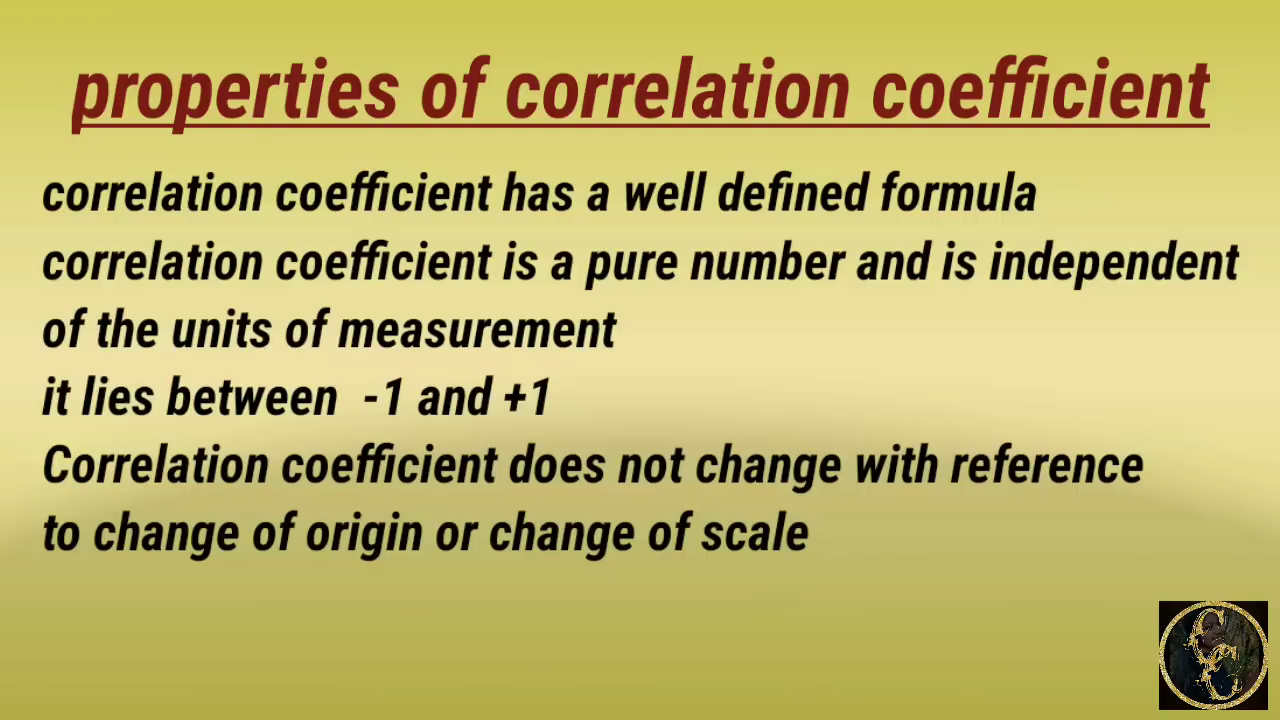 properties of correlation coefficient
correlation coefficient has a well defined formula
correlation coefficient is a pure number and is independent
of the units of measurement
it lies between -1 and +1
Correlation coefficient does not change with reference
to change of origin or change of scale